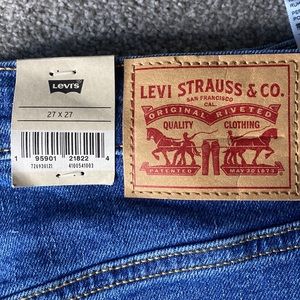 Levi's
27 x 27
1 95901 21822 4
LEVI STRAUSS & CO.
SAN FRANCISCO
CAL.
ORIGINAL RIVETED
QUALITY CLOTHING
PATENTED MAY 20 1873